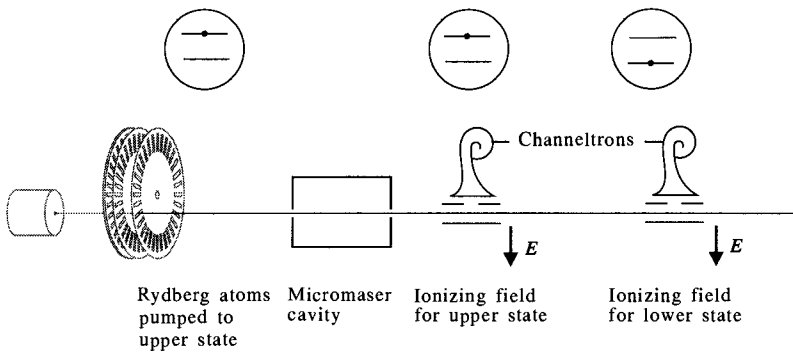 Channeltrons
E
E
Rydberg atoms
pumped to
upper state
Micromaser
cavity
Ionizing field
for upper state
Ionizing field
for lower state